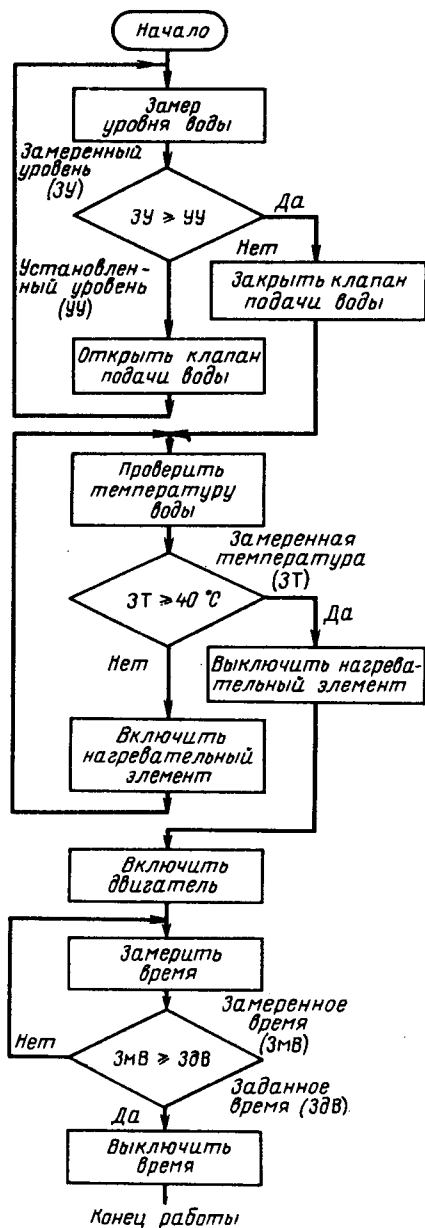 Начало
Замер
уровня воды
Замеренный
уровень
(ЗУ)
ЗУ ≥ УУ
Да
Нет
Установлен-
ный уровень
(УУ)
Закрыть клапан
подачи воды
Открыть клапан
подачи воды
Проверить
температуру
воды
Замеренная
температура
(ЗТ)
ЗТ ≥ 40 °С
Да
Нет
Выключить нагрева-
тельный элемент
Включить
нагревательный
элемент
Включить
двигатель
Замерить
время
Замеренное
время
(ЗмВ)
Нет
ЗмВ ≥ ЗдВ
Заданное
время (ЗдВ)
Да
Выключить
время
Конец работы